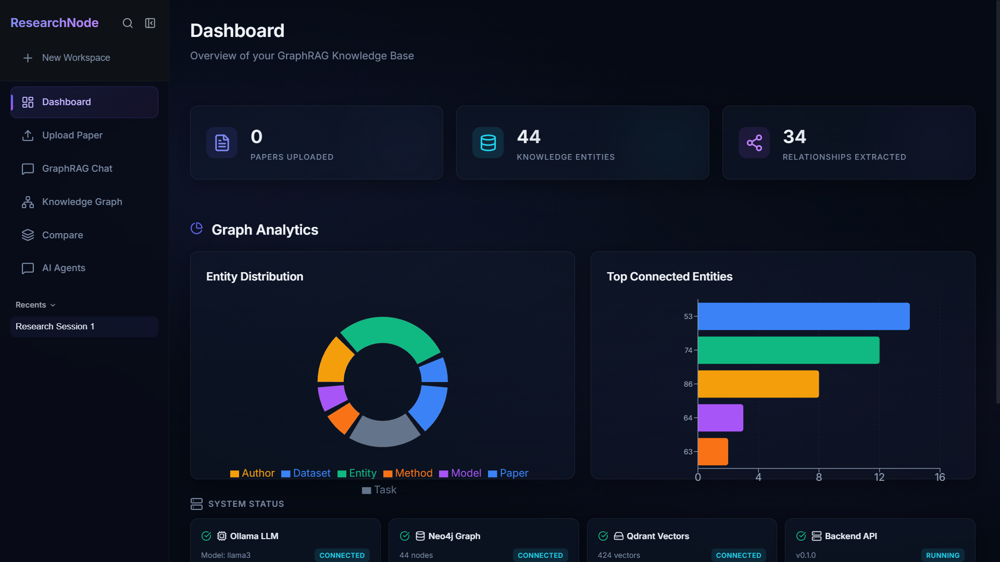 ResearchNode
New Workspace
Dashboard
Upload Paper
GraphRAG Chat
Knowledge Graph
Compare
AI Agents
Recents
Research Session 1
Dashboard
Overview of your GraphRAG Knowledge Base
0
PAPERS UPLOADED
44
KNOWLEDGE ENTITIES
34
RELATIONSHIPS EXTRACTED
Graph Analytics
Entity Distribution
Author Dataset Entity Method Model Paper
Task
Top Connected Entities
53
74
86
64
63
0 4 8 12 16
SYSTEM STATUS
Ollama LLM
Model: llama3 CONNECTED
Neo4j Graph
44 nodes CONNECTED
Qdrant Vectors
424 vectors CONNECTED
Backend API
v0.1.0 RUNNING